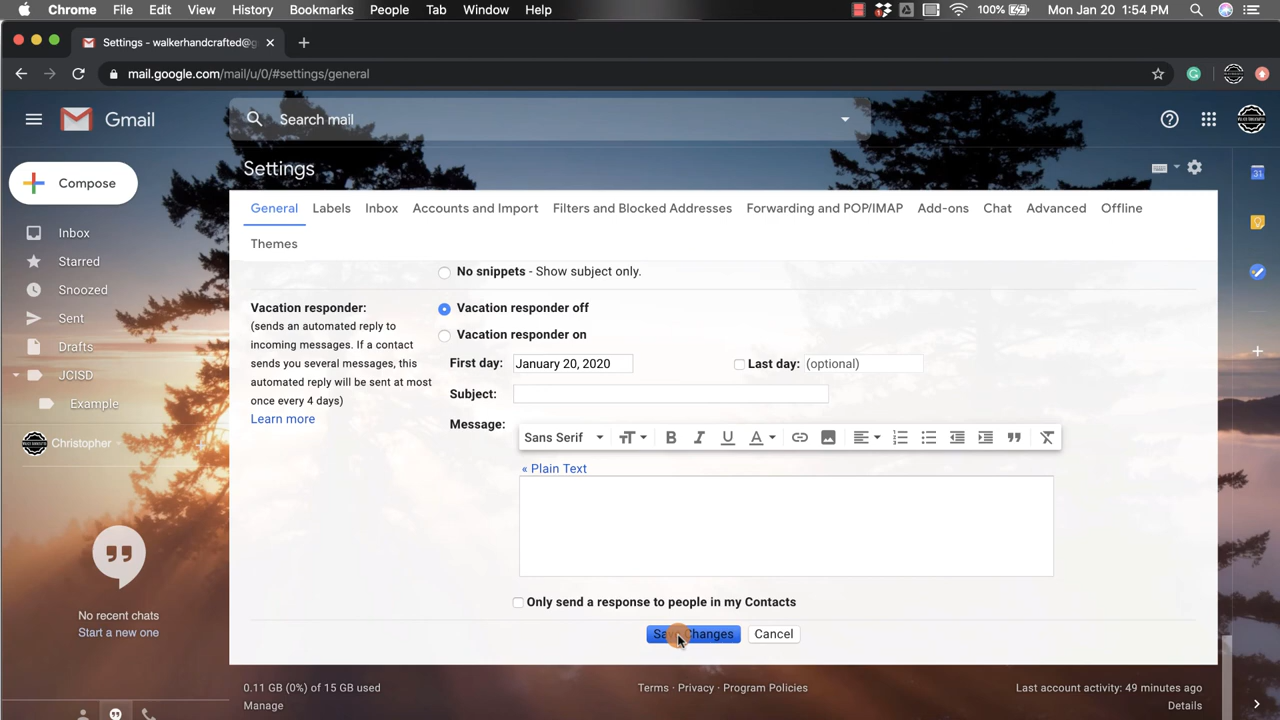 Chrome File Edit View History Bookmarks People Tab Window Help 100% Mon Jan 20 1:54 PM
Settings - walkerhandcrafted@g
mail.google.com/mail/u/0/#settings/general
Gmail
Search mail
Settings
Compose
General Labels Inbox Accounts and Import Filters and Blocked Addresses Forwarding and POP/IMAP Add-ons Chat Advanced Offline
Themes
Inbox
Starred
Snoozed
Sent
Drafts
JCISD
Example
Christopher
No recent chats
Start a new one
No snippets - Show subject only.
Vacation responder:
(sends an automated reply to
incoming messages. If a contact
sends you several messages, this
automated reply will be sent at most
once every 4 days)
Learn more
Vacation responder off
Vacation responder on
First day: January 20, 2020 Last day: (optional)
Subject:
Message:
Sans Serif
« Plain Text
Only send a response to people in my Contacts
Save Changes Cancel
0.11 GB (0%) of 15 GB used
Manage
Terms · Privacy · Program Policies
Last account activity: 49 minutes ago
Details
31